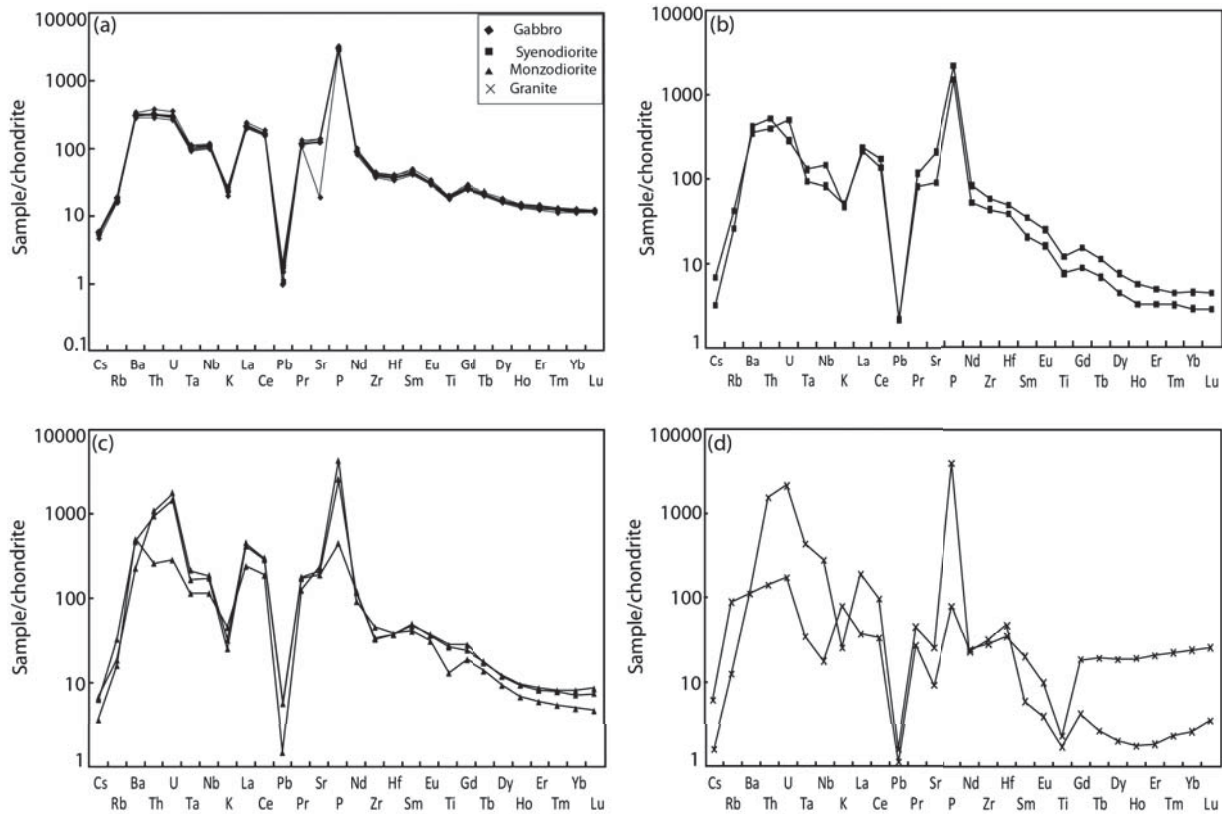 (a)
Sample/chondrite
10000
1000
100
10
1
0.1
Gabbro
Syenodiorite
Monzodiorite
Granite
Cs Ba U Nb La Pb Sr Nd Hf Eu Gd Dy Er Yb
Rb Th Ta K Ce Pr P Zr Sm Ti Tb Ho Tm Lu
(b)
Sample/chondrite
10000
1000
100
10
1
Cs Ba U Nb La Pb Sr Nd Hf Eu Gd Dy Er Yb
Rb Th Ta K Ce Pr P Zr Sm Ti Tb Ho Tm Lu
(c)
Sample/chondrite
10000
1000
100
10
1
Cs Ba U Nb La Pb Sr Nd Hf Eu Gd Dy Er Yb
Rb Th Ta K Ce Pr P Zr Sm Ti Tb Ho Tm Lu
(d)
Sample/chondrite
10000
1000
100
10
1
Cs Ba U Nb La Pb Sr Nd Hf Eu Gd Dy Er Yb
Rb Th Ta K Ce Pr P Zr Sm Ti Tb Ho Tm Lu